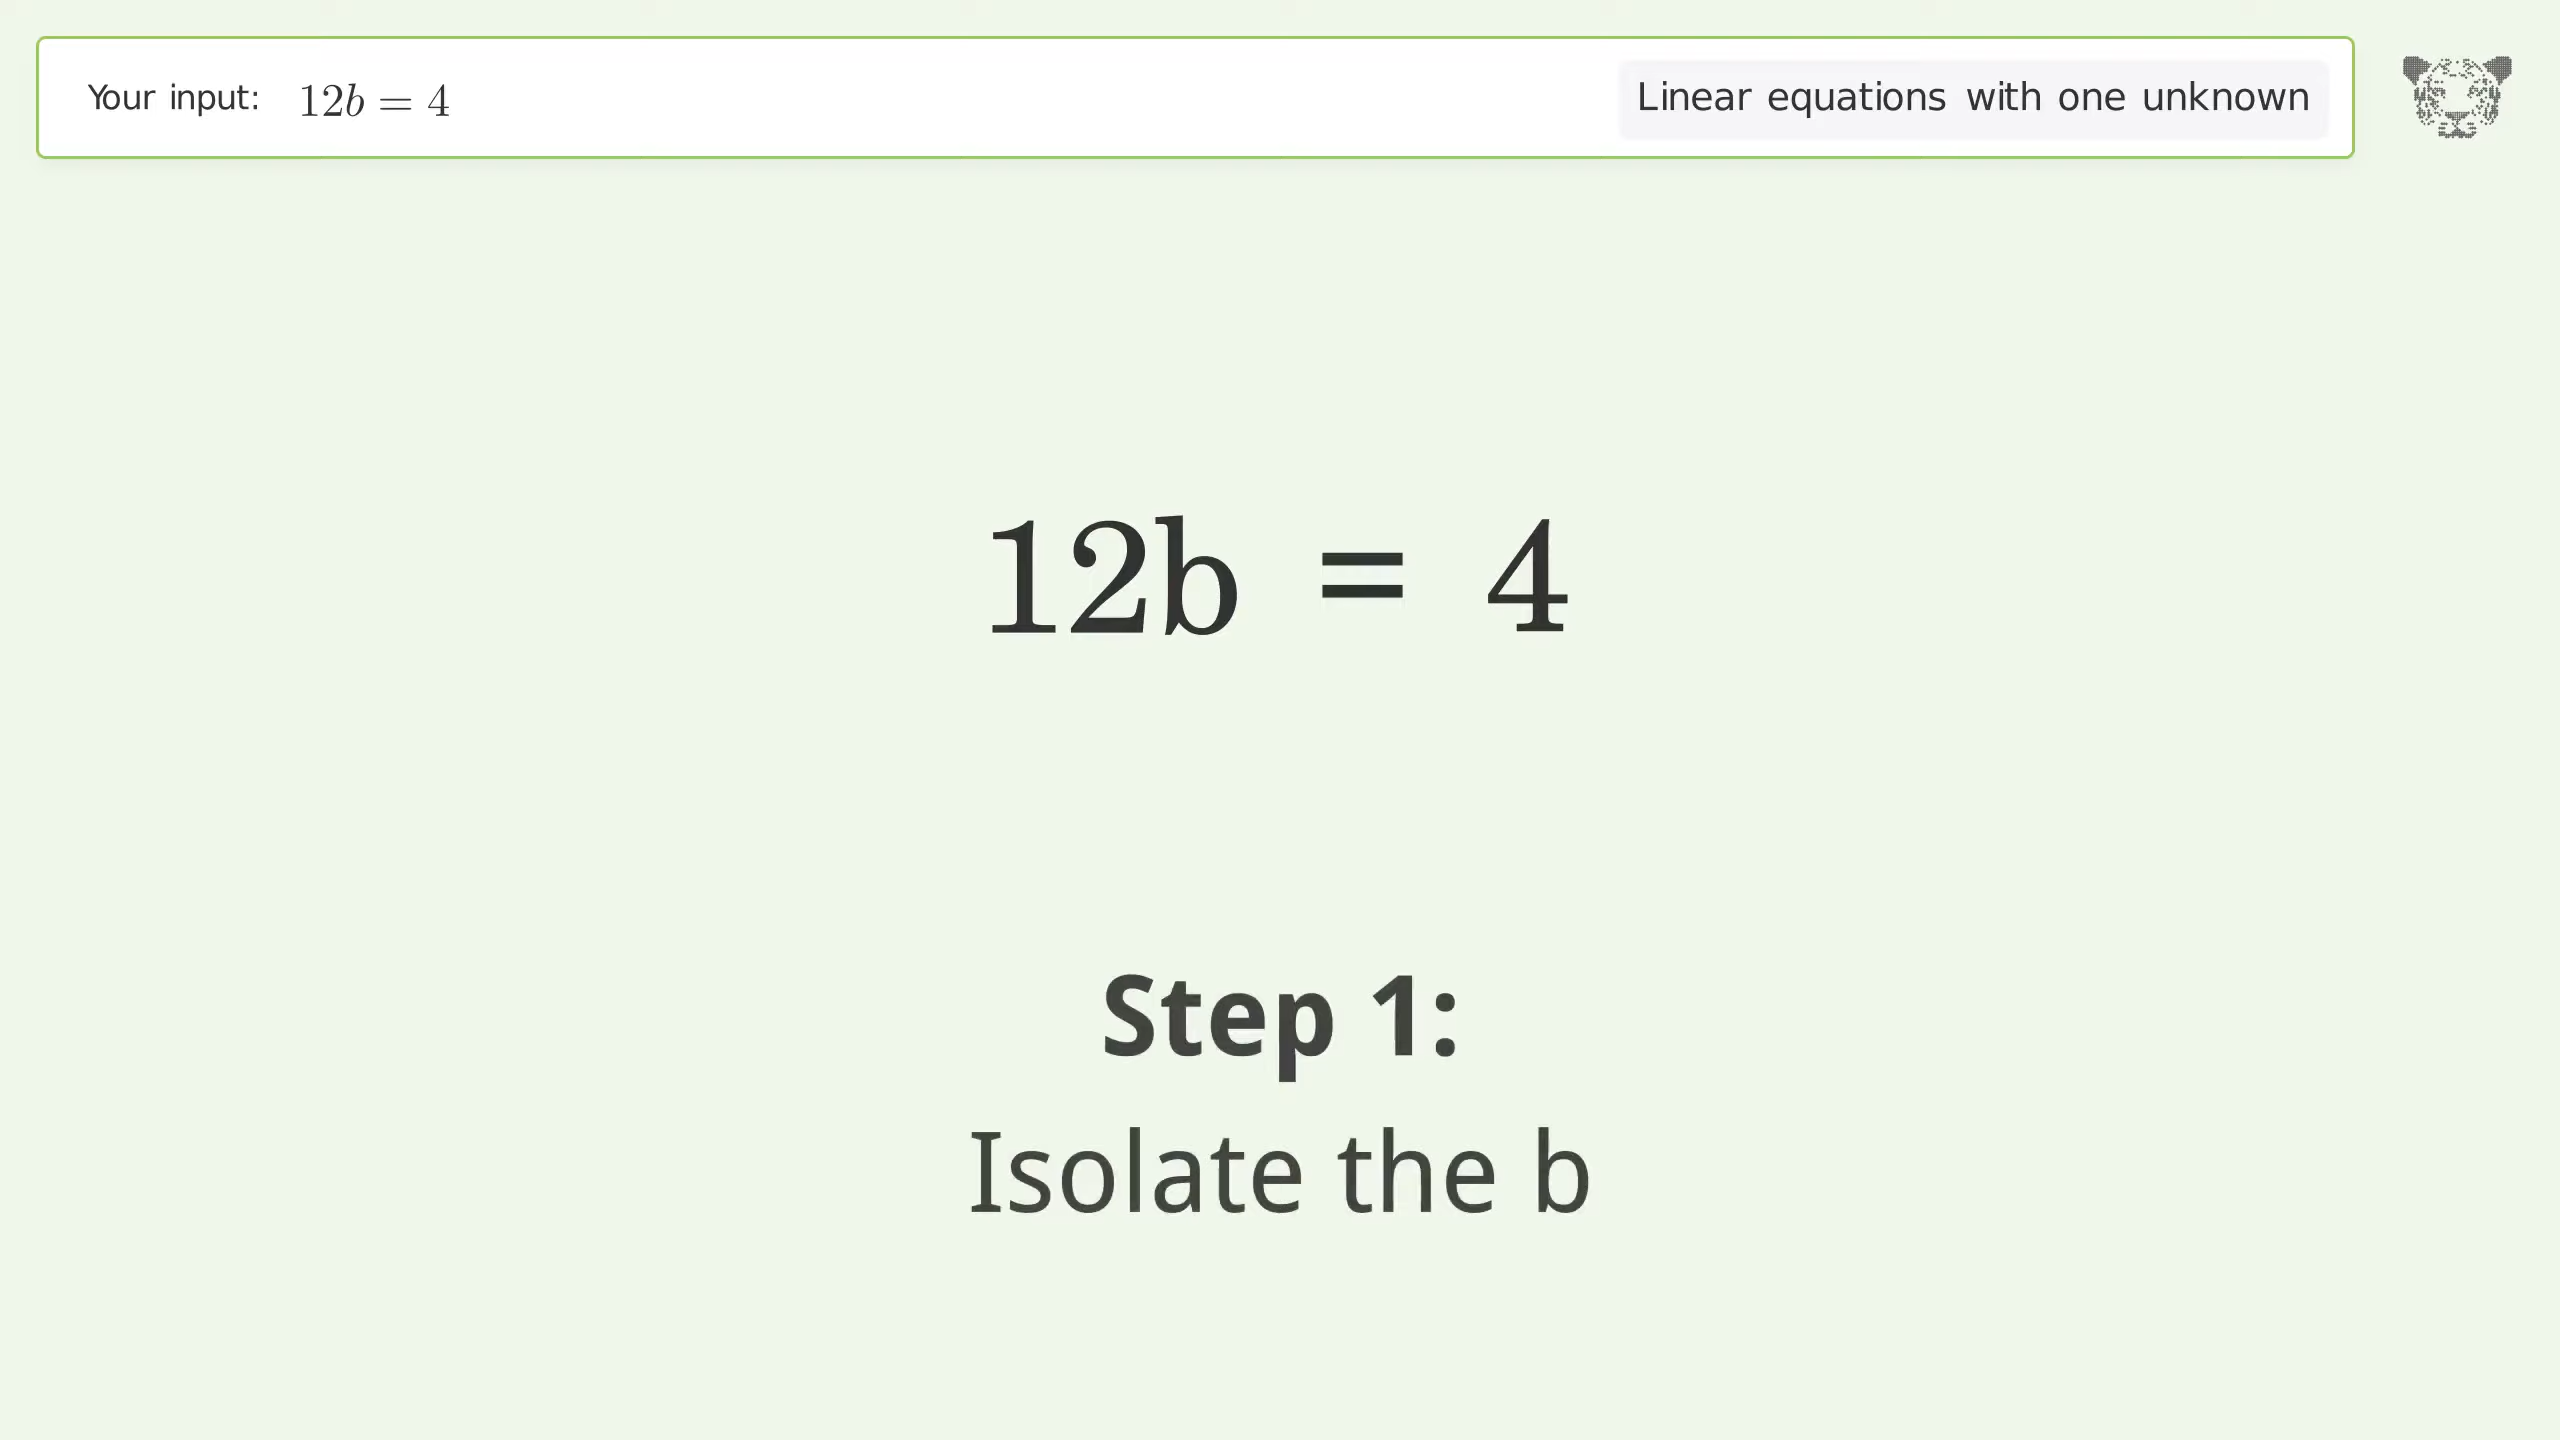 Your input: 12b = 4
Linear equations with one unknown
12b = 4
Step 1:
Isolate the b